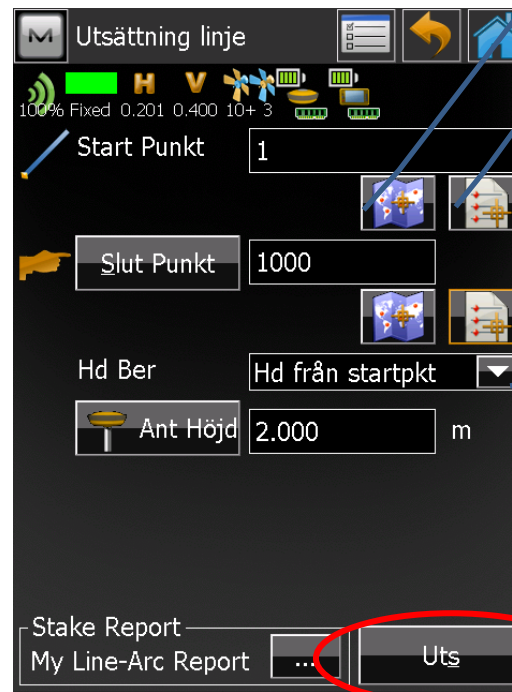 Utsättning linje
100% Fixed 0.201 0.400 10+ 3
H V
Start Punkt 1
Slut Punkt 1000
Hd Ber Hd från startpkt
Ant Höjd 2.000 m
Stake Report
My Line-Arc Report ... Uts